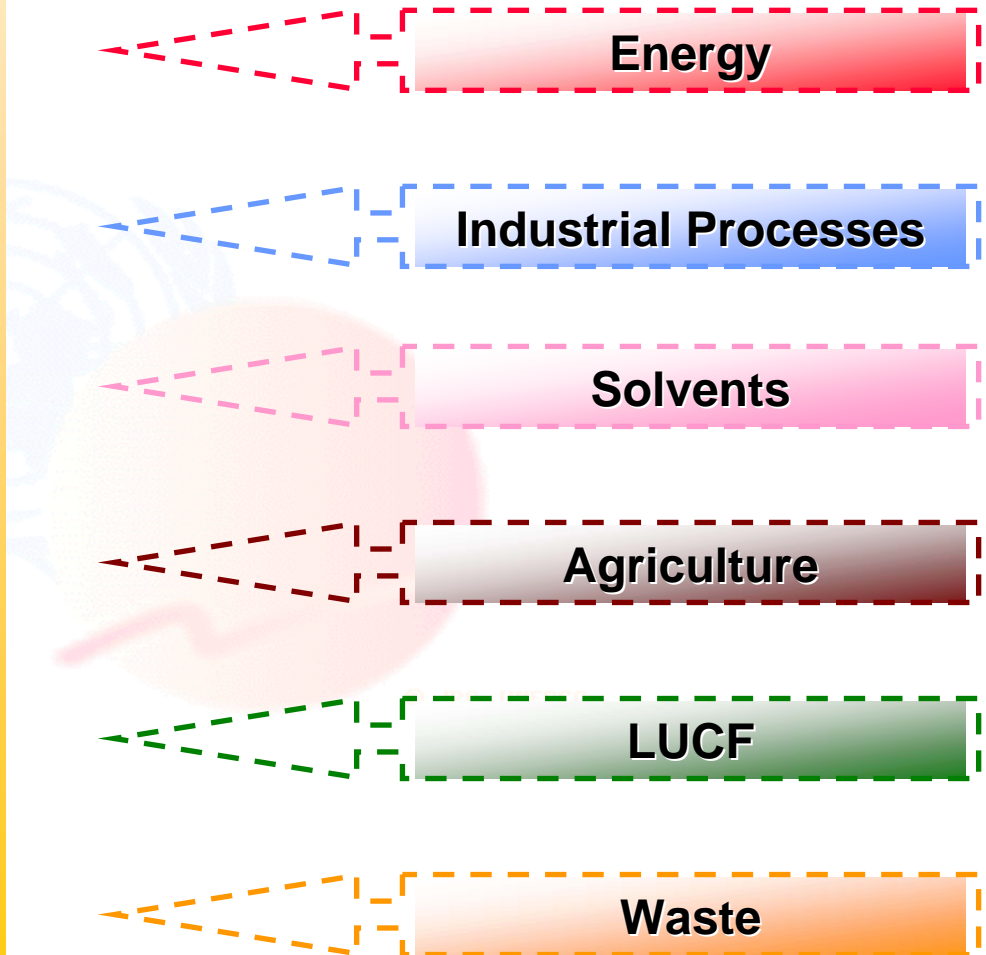 Energy
Industrial Processes
Solvents
Agriculture
LUCF
Waste